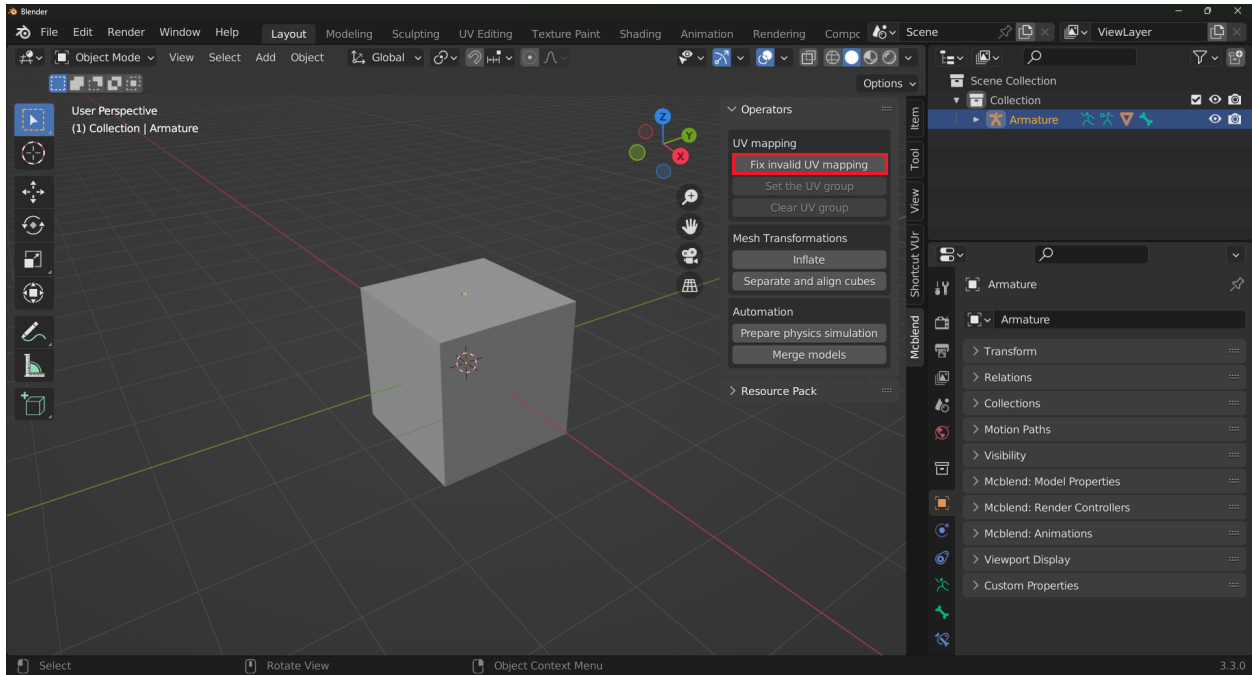 Blender
File Edit Render Window Help Layout Modeling Sculpting UV Editing Texture Paint Shading Animation Rendering Compc Scene ViewLayer
Object Mode View Select Add Object Global
Options
User Perspective
(1) Collection | Armature
Z
Y
X
Operators
UV mapping
Fix invalid UV mapping
Set the UV group
Clear UV group
Mesh Transformations
Inflate
Separate and align cubes
Automation
Prepare physics simulation
Merge models
Resource Pack
Item
Tool
View
Shortcut VUr
Mcblend
Scene Collection
Collection
Armature
Armature
Armature
Transform
Relations
Collections
Motion Paths
Visibility
Mcblend: Model Properties
Mcblend: Render Controllers
Mcblend: Animations
Viewport Display
Custom Properties
Select Rotate View Object Context Menu 3.3.0